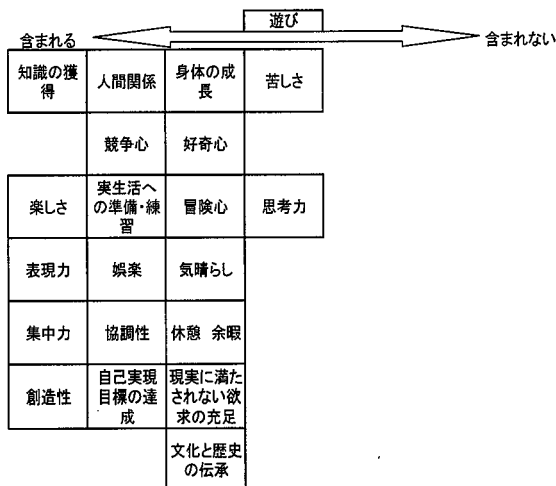 遊び
含まれる
含まれない
知識の獲
得
人間関係
身体の成
長
苦しさ
競争心
好奇心
楽しさ
実生活へ
の準備・練
習
冒険心
思考力
表現力
娯楽
気晴らし
集中力
協調性
休憩 余暇
創造性
自己実現
目標の達
成
現実に満た
されない欲
求の充足
文化と歴史
の伝承